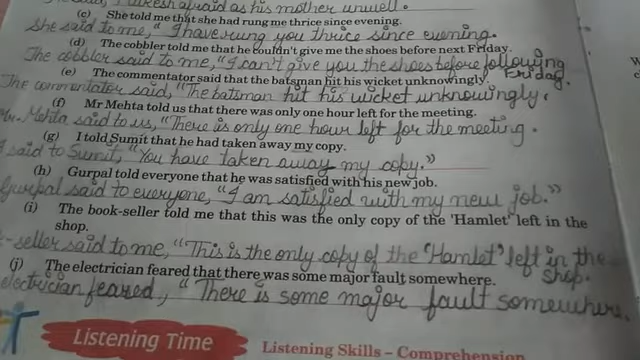 afraid as his mother unwell.
(c) She told me that she had rung me thrice since evening.
She said to me, "I have rung you thrice since evening.
(d) The cobbler told me that he couldn't give me the shoes before next Friday.
The cobbler said to me, "I can't give you the shoes before following
Friday.
(e) The commentator said that the batsman hit his wicket unknowingly.
The commentator said, "The batsman hit his wicket unknowingly.
(f) Mr Mehta told us that there was only one hour left for the meeting.
Mr. Mehta said to us, "There is only one hour left for the meeting.
(g) I told Sumit that he had taken away my copy.
I said to Sumit, "You have taken away my copy."
(h) Gurpal told everyone that he was satisfied with his new job.
Gurpal said to everyone, "I am satisfied with my new job."
(i) The book-seller told me that this was the only copy of the 'Hamlet' left in the
shop.
-seller said to me, "This is the only copy of the 'Hamlet' left in the
shop.
(j) The electrician feared that there was some major fault somewhere.
electrician feared, "There is some major fault somewhere.
Listening Time
Listening Skills – Comprehension